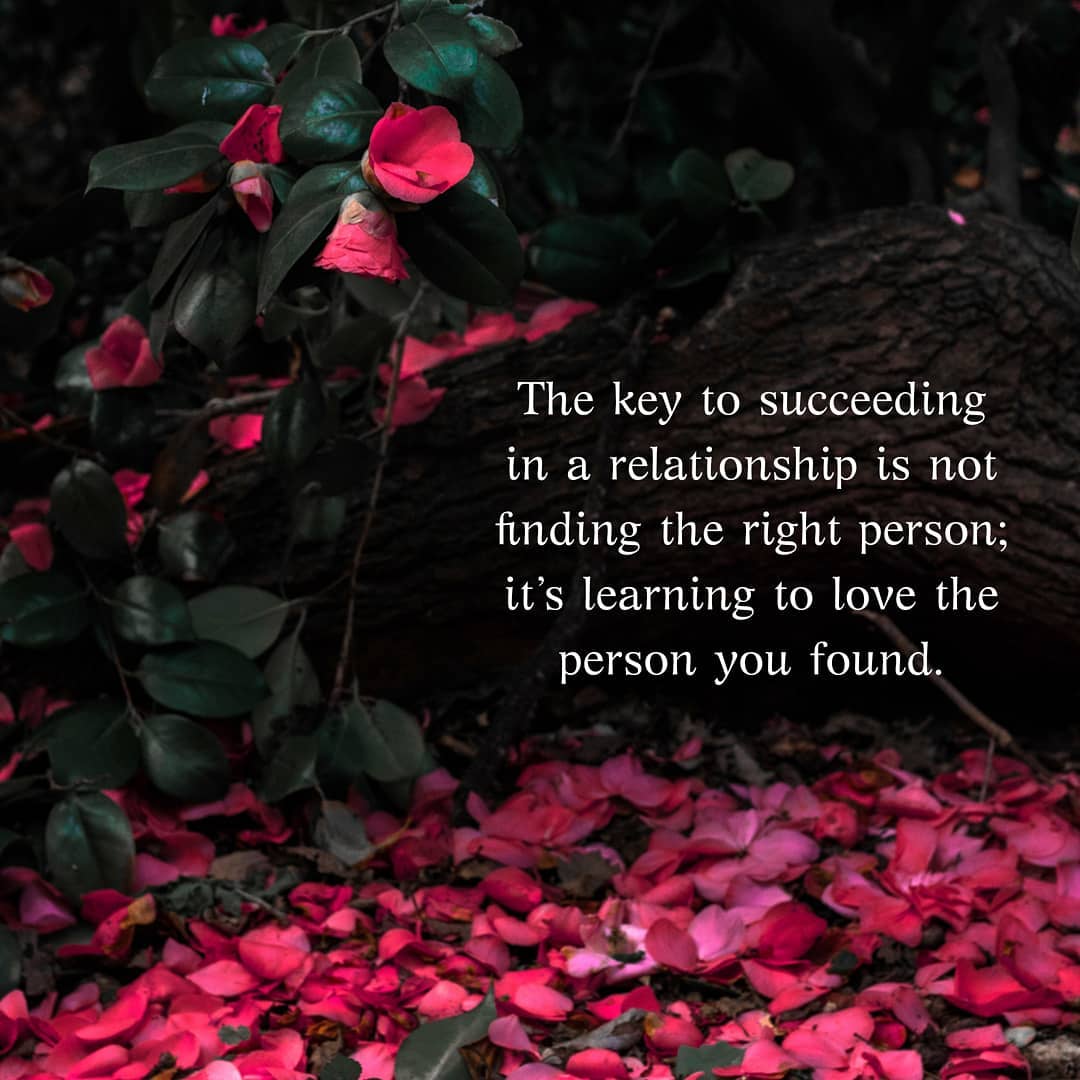 The key to succeeding
in a relationship is not
finding the right person;
it’s learning to love the
person you found.